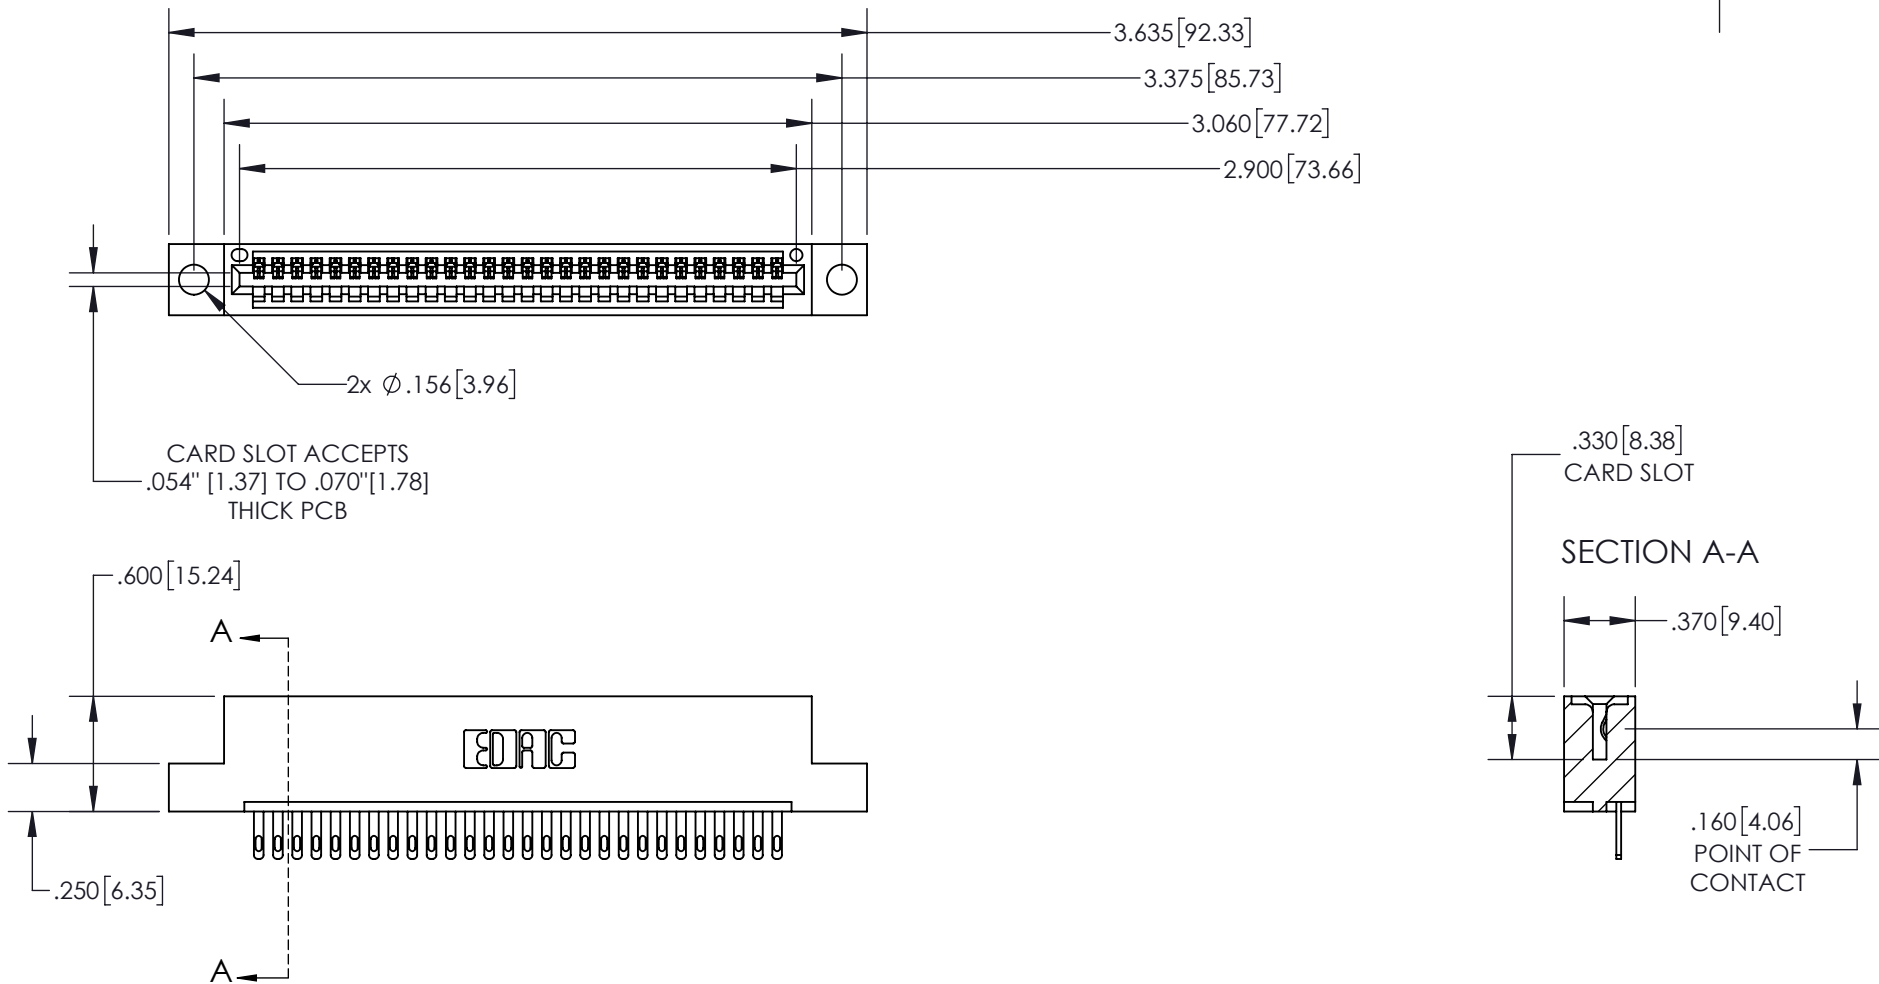 3.635[92.33]
3.375[85.73]
3.060[77.72]
2.900[73.66]
2x Ø.156[3.96]
CARD SLOT ACCEPTS
.054" [1.37] TO .070"[1.78]
THICK PCB
.330[8.38]
CARD SLOT
SECTION A-A
.600[15.24]
.370[9.40]
A
EDAC
.160[4.06]
POINT OF
CONTACT
.250[6.35]
A